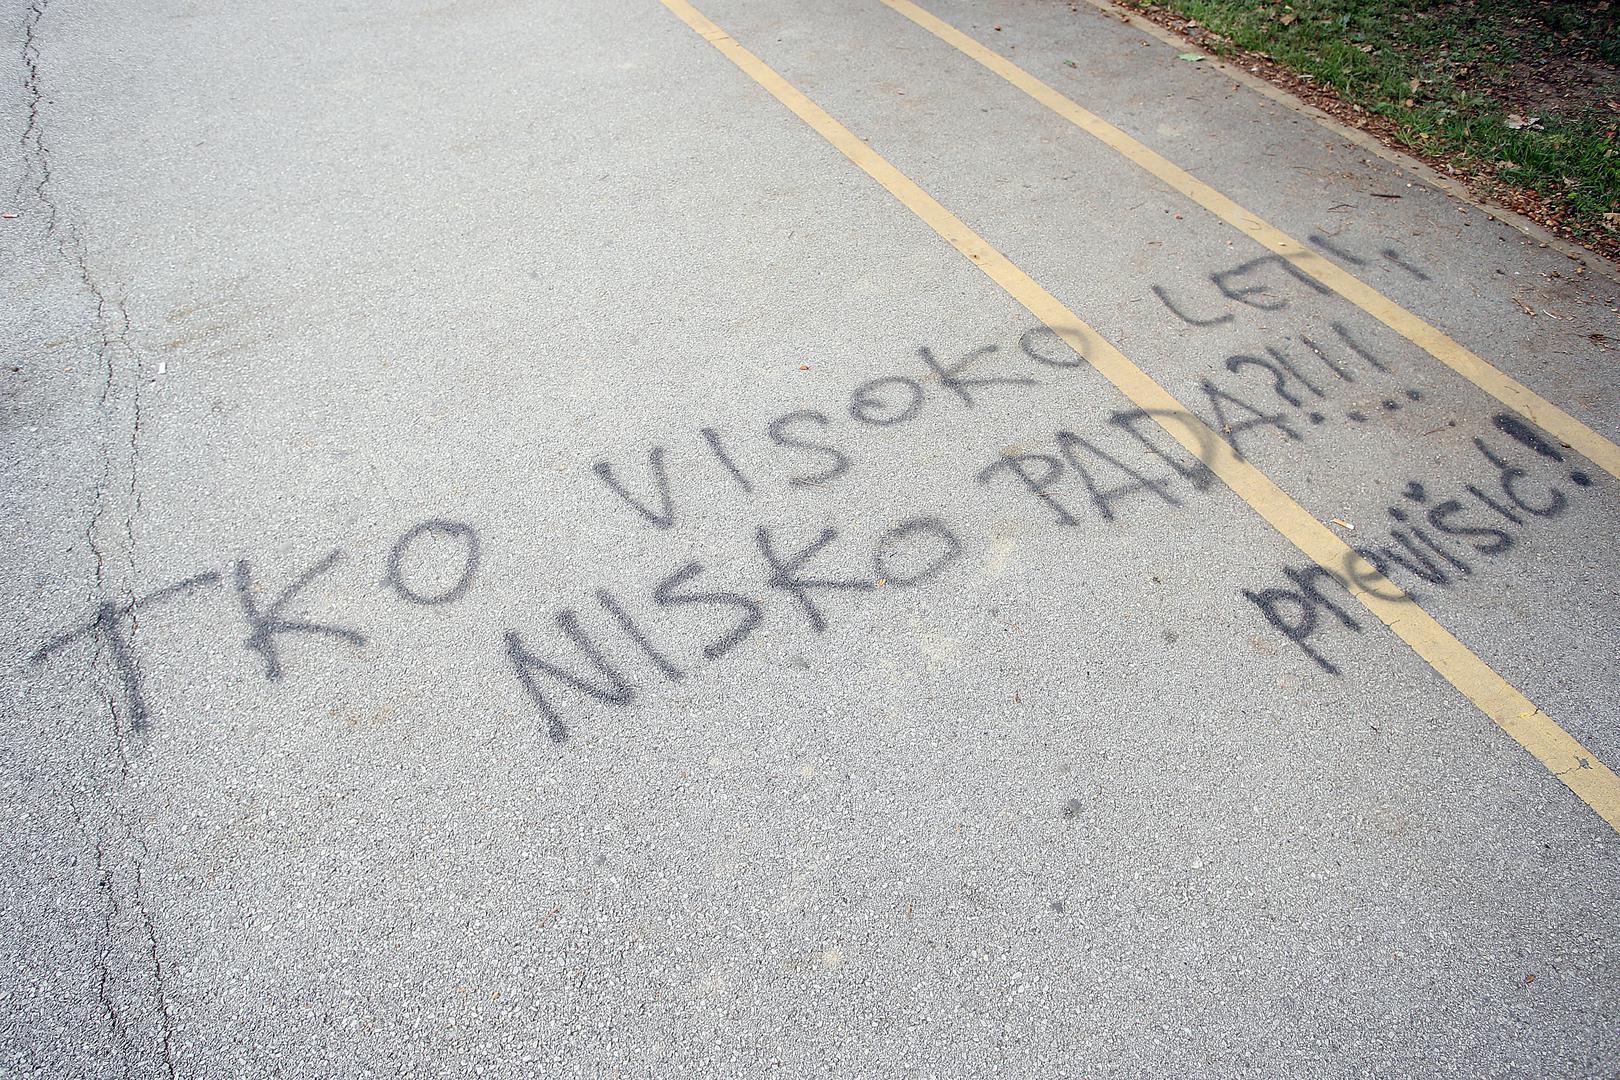 TKO VISOKO LETI,
NISKO PADA?!!!
previšić!